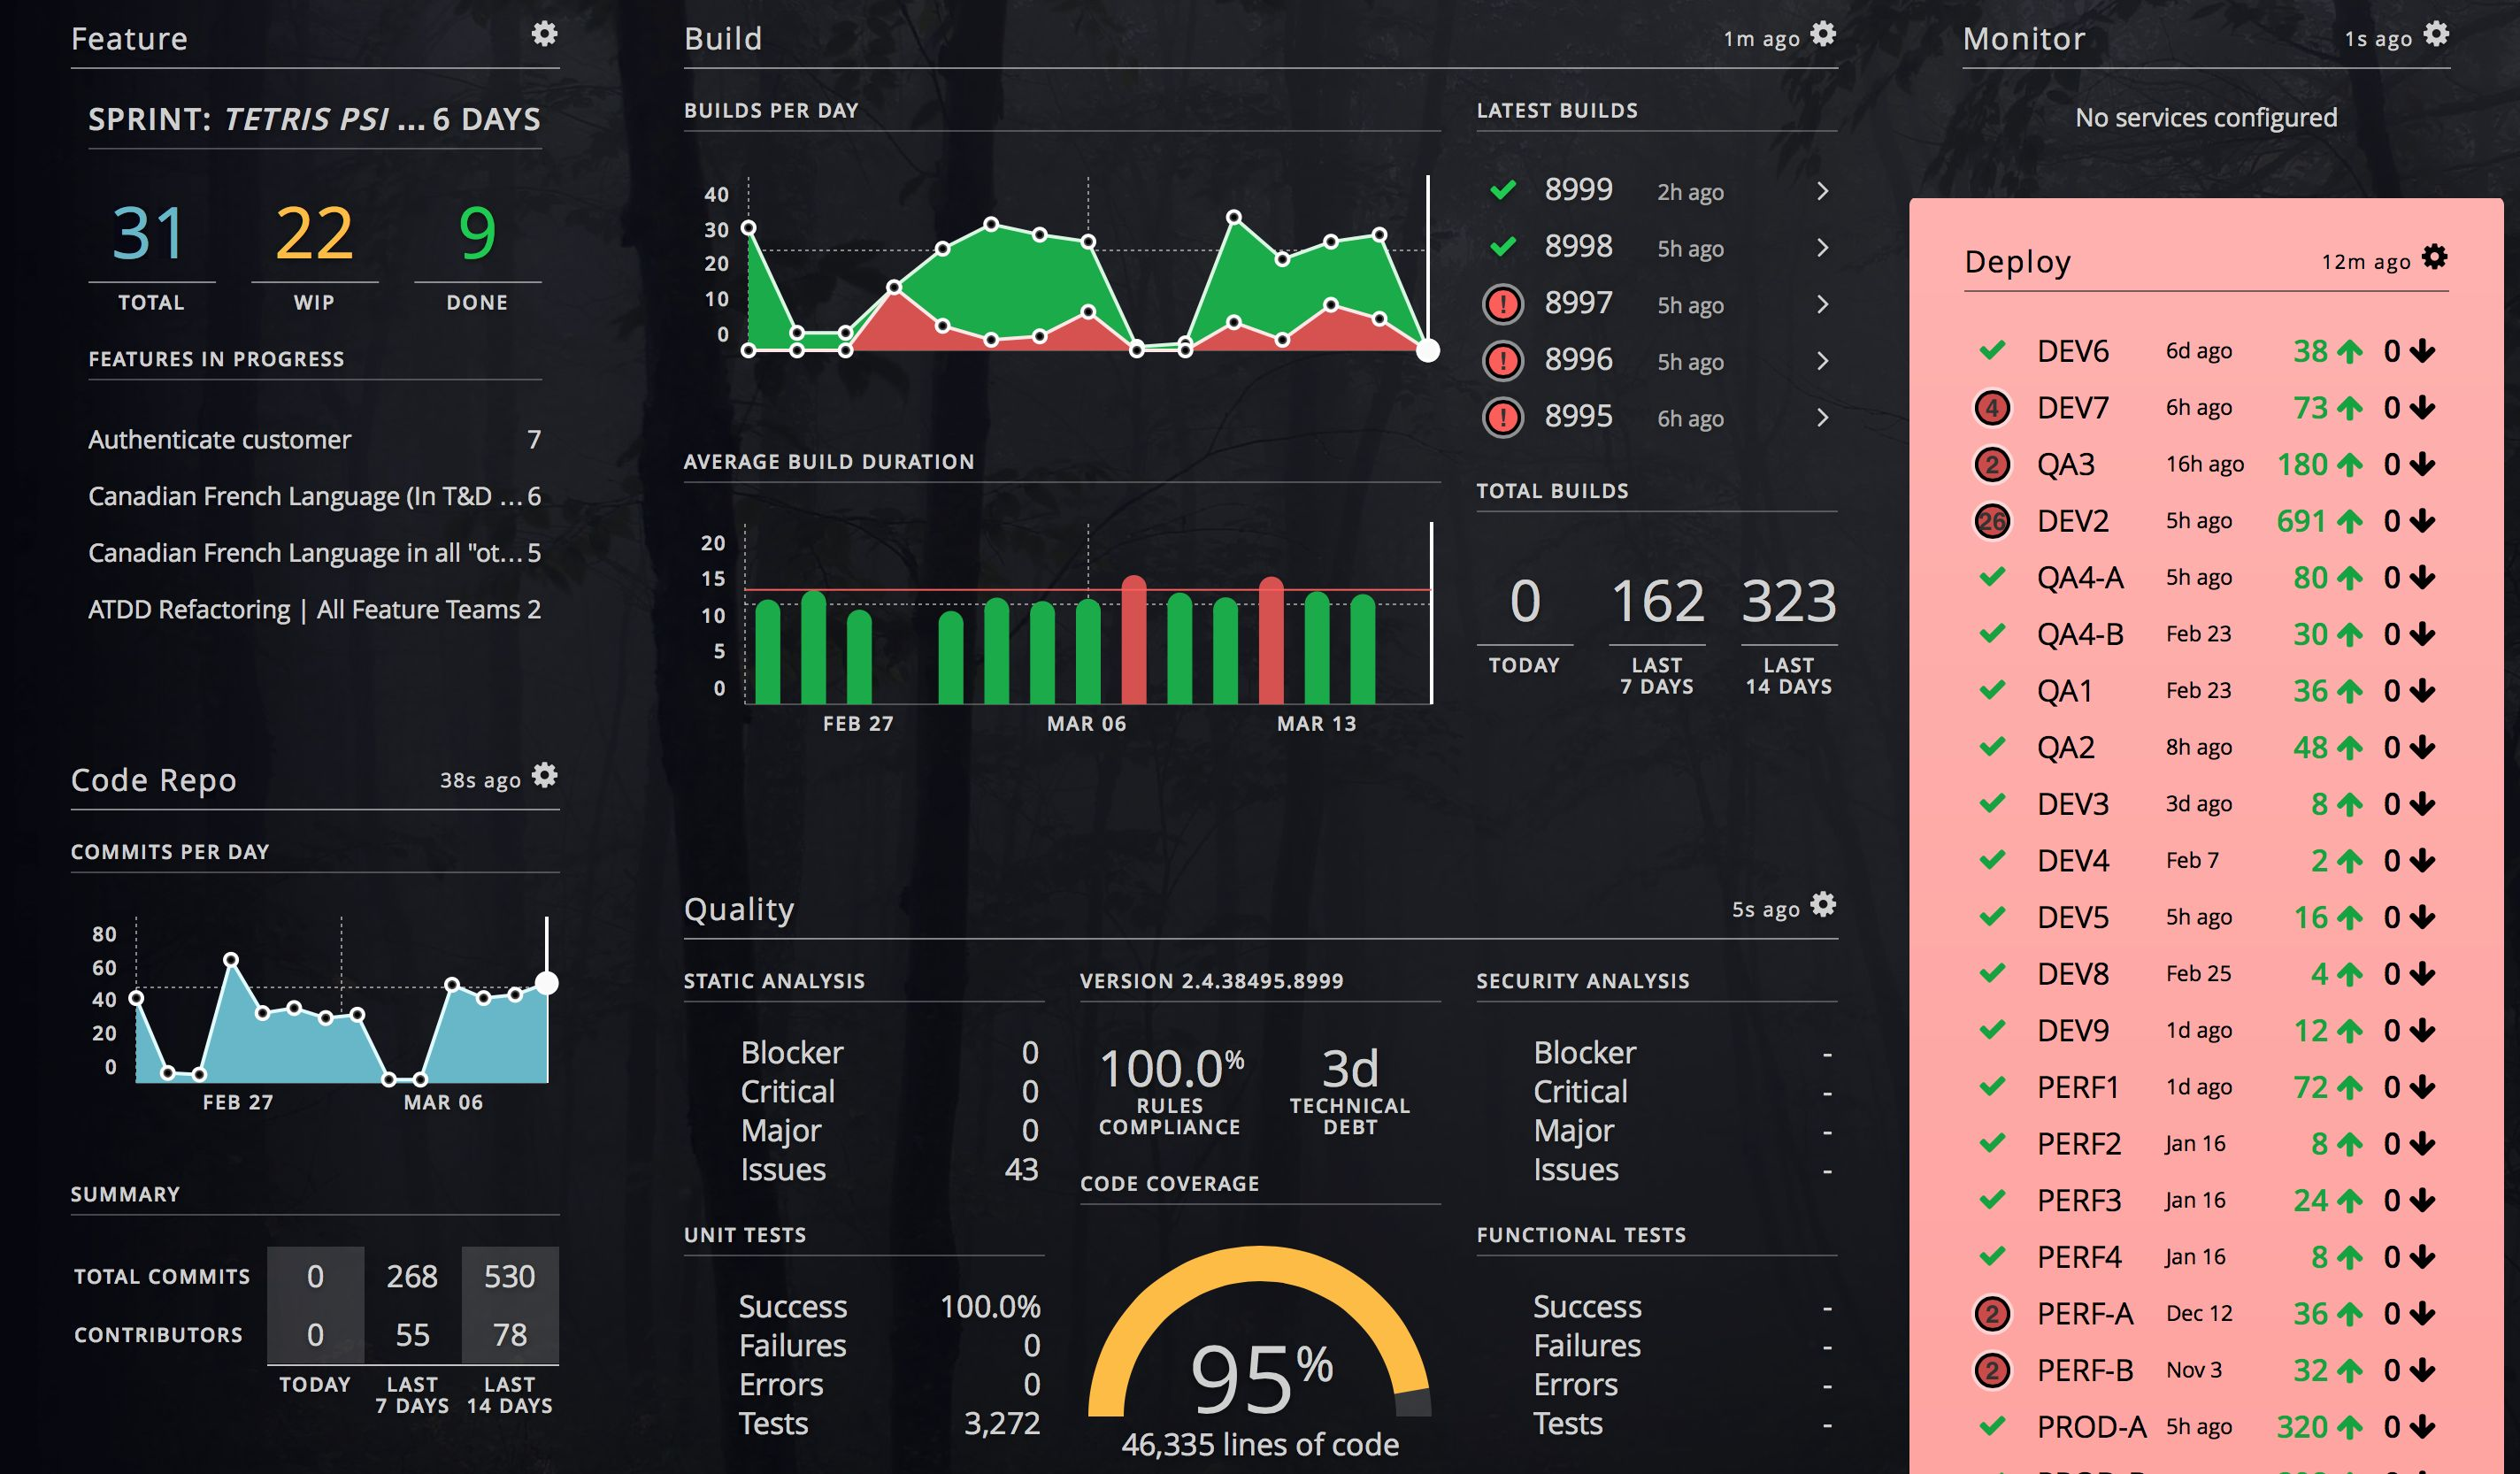 Feature
SPRINT: TETRIS PSI ... 6 DAYS
31 22 9
TOTAL WIP DONE
FEATURES IN PROGRESS
Authenticate customer 7
Canadian French Language (In T&D ... 6
Canadian French Language in all "ot... 5
ATDD Refactoring | All Feature Teams 2
Code Repo 38s ago
COMMITS PER DAY
80
60
40
20
0
FEB 27 MAR 06
SUMMARY
TOTAL COMMITS 0 268 530
CONTRIBUTORS 0 55 78
TODAY LAST 7 DAYS LAST 14 DAYS
Build 1m ago
BUILDS PER DAY
40
30
20
10
0
AVERAGE BUILD DURATION
20
15
10
5
0
FEB 27 MAR 06 MAR 13
LATEST BUILDS
8999 2h ago
8998 5h ago
! 8997 5h ago
! 8996 5h ago
! 8995 6h ago
TOTAL BUILDS
0 162 323
TODAY LAST 7 DAYS LAST 14 DAYS
Quality 5s ago
STATIC ANALYSIS
Blocker 0
Critical 0
Major 0
Issues 43
UNIT TESTS
Success 100.0%
Failures 0
Errors 0
Tests 3,272
VERSION 2.4.38495.8999
100.0% 3d
RULES COMPLIANCE TECHNICAL DEBT
CODE COVERAGE
95%
46,335 lines of code
SECURITY ANALYSIS
Blocker -
Critical -
Major -
Issues -
FUNCTIONAL TESTS
Success -
Failures -
Errors -
Tests -
Monitor 1s ago
No services configured
Deploy 12m ago
DEV6 6d ago 38 0
4 DEV7 6h ago 73 0
2 QA3 16h ago 180 0
26 DEV2 5h ago 691 0
QA4-A 5h ago 80 0
QA4-B Feb 23 30 0
QA1 Feb 23 36 0
QA2 8h ago 48 0
DEV3 3d ago 8 0
DEV4 Feb 7 2 0
DEV5 5h ago 16 0
DEV8 Feb 25 4 0
DEV9 1d ago 12 0
PERF1 1d ago 72 0
PERF2 Jan 16 8 0
PERF3 Jan 16 24 0
PERF4 Jan 16 8 0
2 PERF-A Dec 12 36 0
2 PERF-B Nov 3 32 0
PROD-A 5h ago 320 0